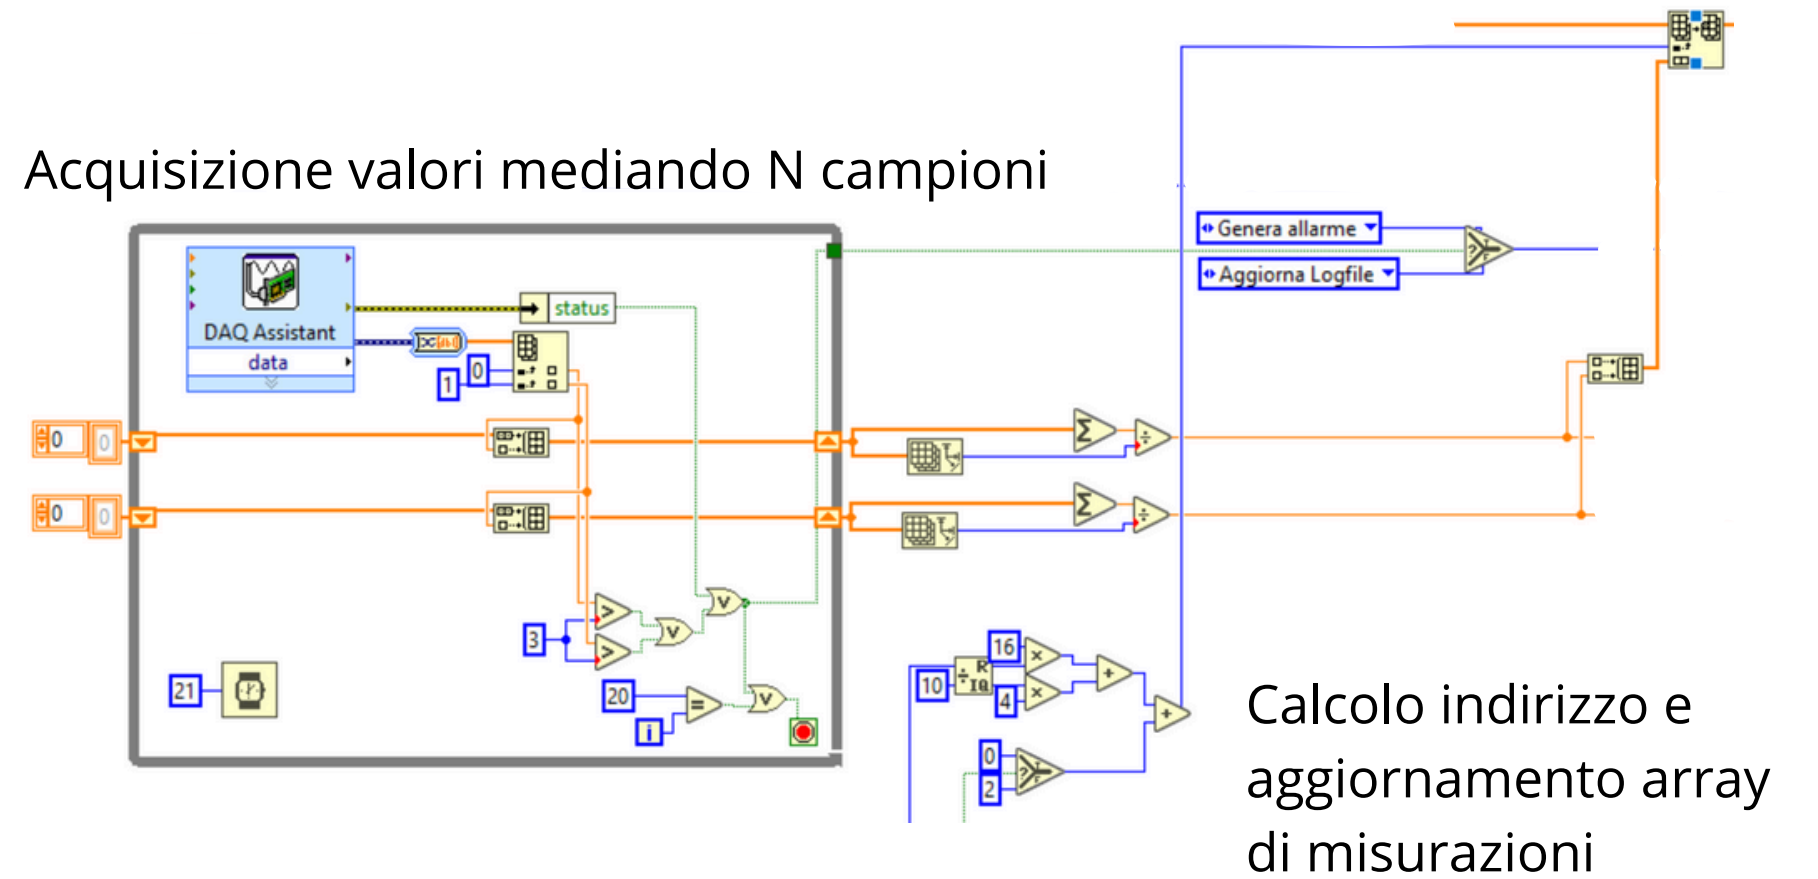 Acquisizione valori mediando N campioni
Genera allarme
Aggiorna Logfile
status
DAQ Assistant
data
0
1
0 0
0 0
3
21
20
i
16
R
10
IQ
4
0
2
Calcolo indirizzo e
aggiornamento array
di misurazioni